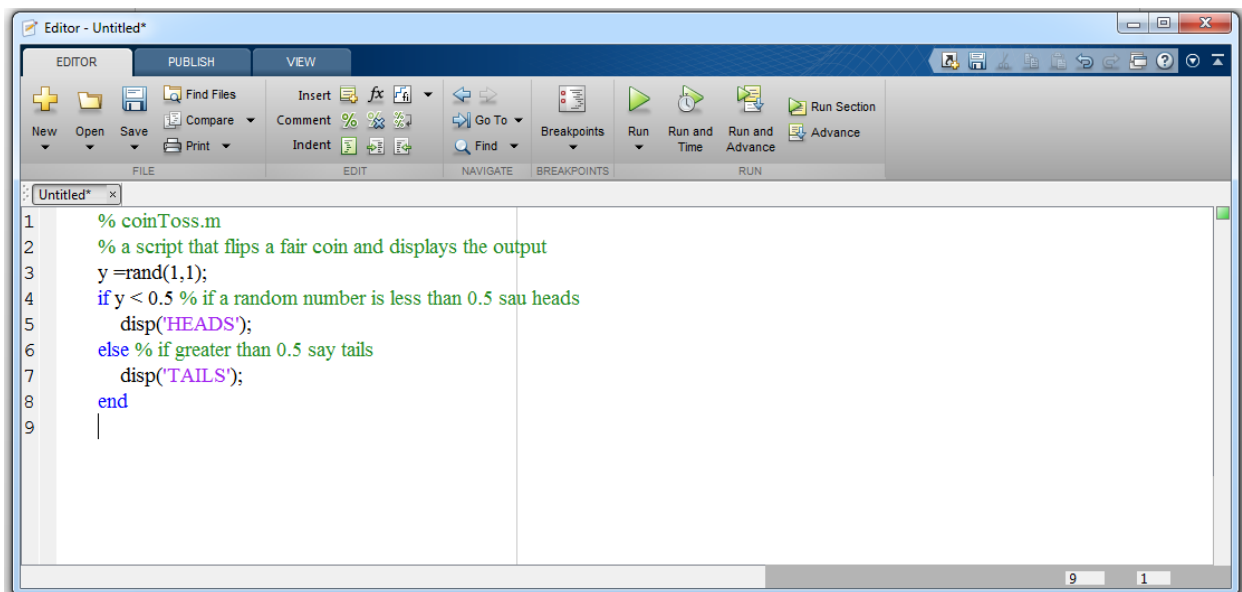 Editor - Untitled*
EDITOR PUBLISH VIEW
New Open Save Find Files Compare Print
FILE
Insert fx Comment % Indent
EDIT
Go To Find
NAVIGATE
Breakpoints
BREAKPOINTS
Run Run and Time Run and Advance Run Section Advance
RUN
Untitled* ×
1 % coinToss.m
2 % a script that flips a fair coin and displays the output
3 y =rand(1,1);
4 if y < 0.5 % if a random number is less than 0.5 sau heads
5 disp('HEADS');
6 else % if greater than 0.5 say tails
7 disp('TAILS');
8 end
9
9 1